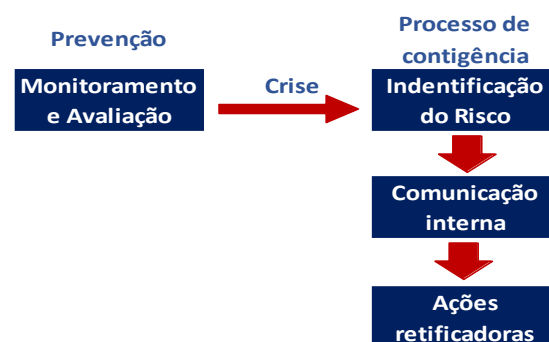 Prevenção
Monitoramento
e Avaliação
Crise
Processo de
contigência
Indentificação
do Risco
Comunicação
interna
Ações
retificadoras